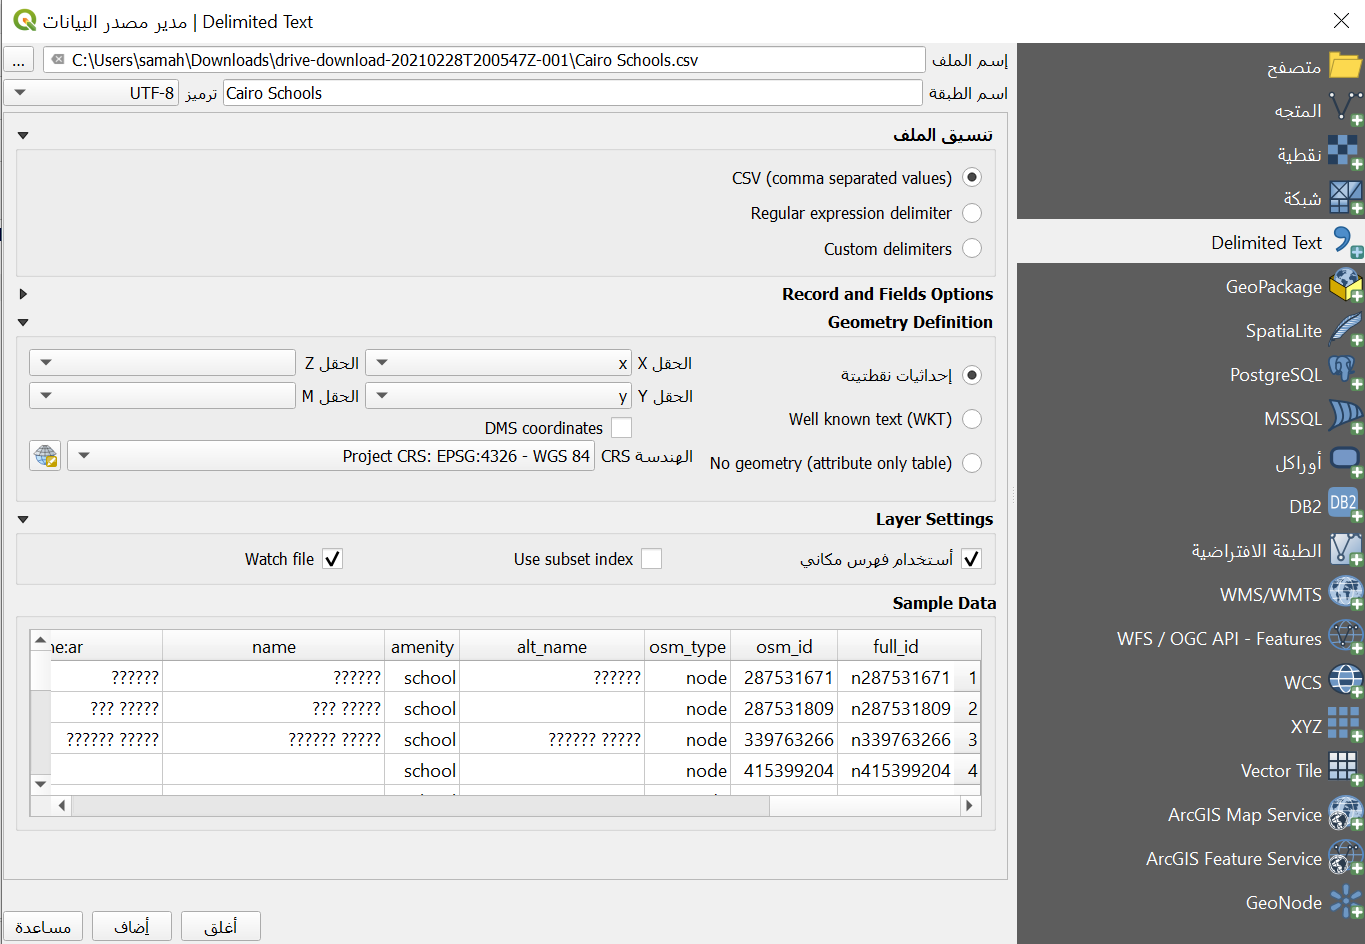 مدير مصدر البيانات | Delimited Text
إسم الملف C:\Users\samah\Downloads\drive-download-20210228T200547Z-001\Cairo Schools.csv ...
اسم الطبقة Cairo Schools ترميز UTF-8
تنسيق الملف
CSV (comma separated values)
Regular expression delimiter
Custom delimiters
Record and Fields Options
Geometry Definition
إحداثيات نقطتيتة
Well known text (WKT)
No geometry (attribute only table)
الحقل X x الحقل Z
الحقل Y y الحقل M
DMS coordinates
الهندسة CRS Project CRS: EPSG:4326 - WGS 84
Layer Settings
أستخدام فهرس مكاني Use subset index Watch file
Sample Data
full_id osm_id osm_type alt_name amenity name ne:ar
1 n287531671 287531671 node ?????? school ?????? ??????
2 n287531809 287531809 node school ??? ????? ??? ?????
3 n339763266 339763266 node ?????? ????? school ?????? ????? ?????? ?????
4 n415399204 415399204 node school
أغلق أضاف مساعدة
متصفح
المتجه
نقطية
شبكة
Delimited Text
GeoPackage
SpatiaLite
PostgreSQL
MSSQL
أوراكل
DB2 DB2
الطبقة الافتراضية
WMS/WMTS
WFS / OGC API - Features
WCS
XYZ
Vector Tile
ArcGIS Map Service
ArcGIS Feature Service
GeoNode